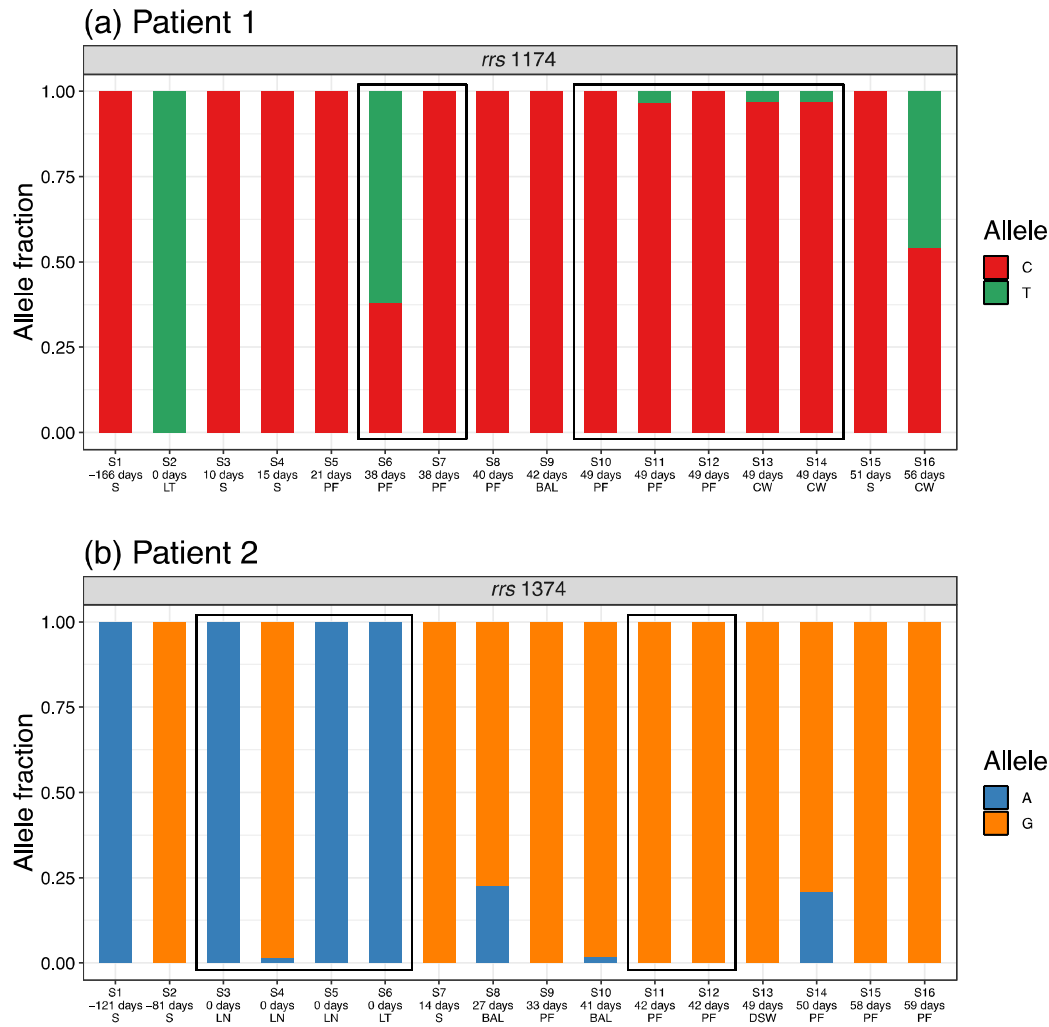 (a) Patient 1
rrs 1174
Allele fraction
1.00
0.75
0.50
0.25
0.00
S1 S2 S3 S4 S5 S6 S7 S8 S9 S10 S11 S12 S13 S14 S15 S16
−166 days 0 days 10 days 15 days 21 days 38 days 38 days 40 days 42 days 49 days 49 days 49 days 49 days 49 days 51 days 56 days
S LT S S PF PF PF PF BAL PF PF PF CW CW S CW
Allele
C
T
(b) Patient 2
rrs 1374
Allele fraction
1.00
0.75
0.50
0.25
0.00
S1 S2 S3 S4 S5 S6 S7 S8 S9 S10 S11 S12 S13 S14 S15 S16
−121 days −81 days 0 days 0 days 0 days 0 days 14 days 27 days 33 days 41 days 42 days 42 days 49 days 50 days 58 days 59 days
S S LN LN LN LT S BAL PF BAL PF PF DSW PF PF PF
Allele
A
G